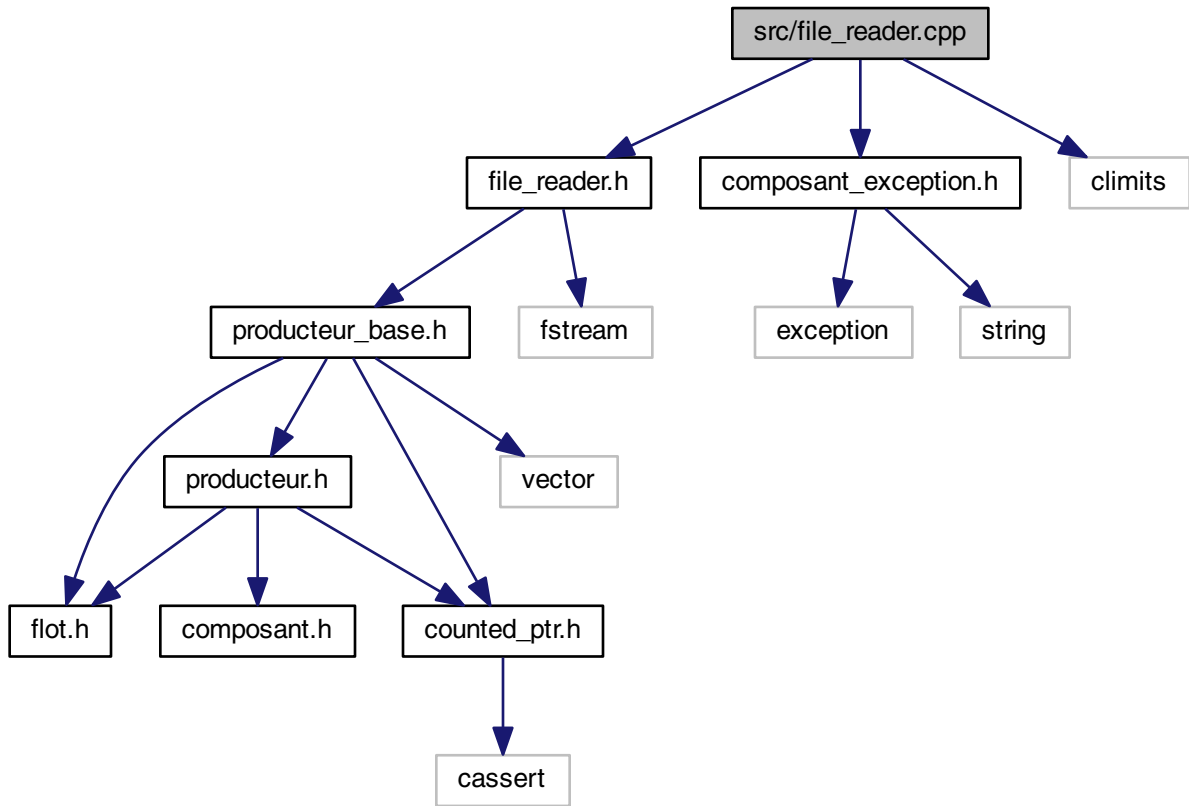 src/file_reader.cpp
file_reader.h
composant_exception.h
climits
producteur_base.h
fstream
exception
string
producteur.h
vector
flot.h
composant.h
counted_ptr.h
cassert